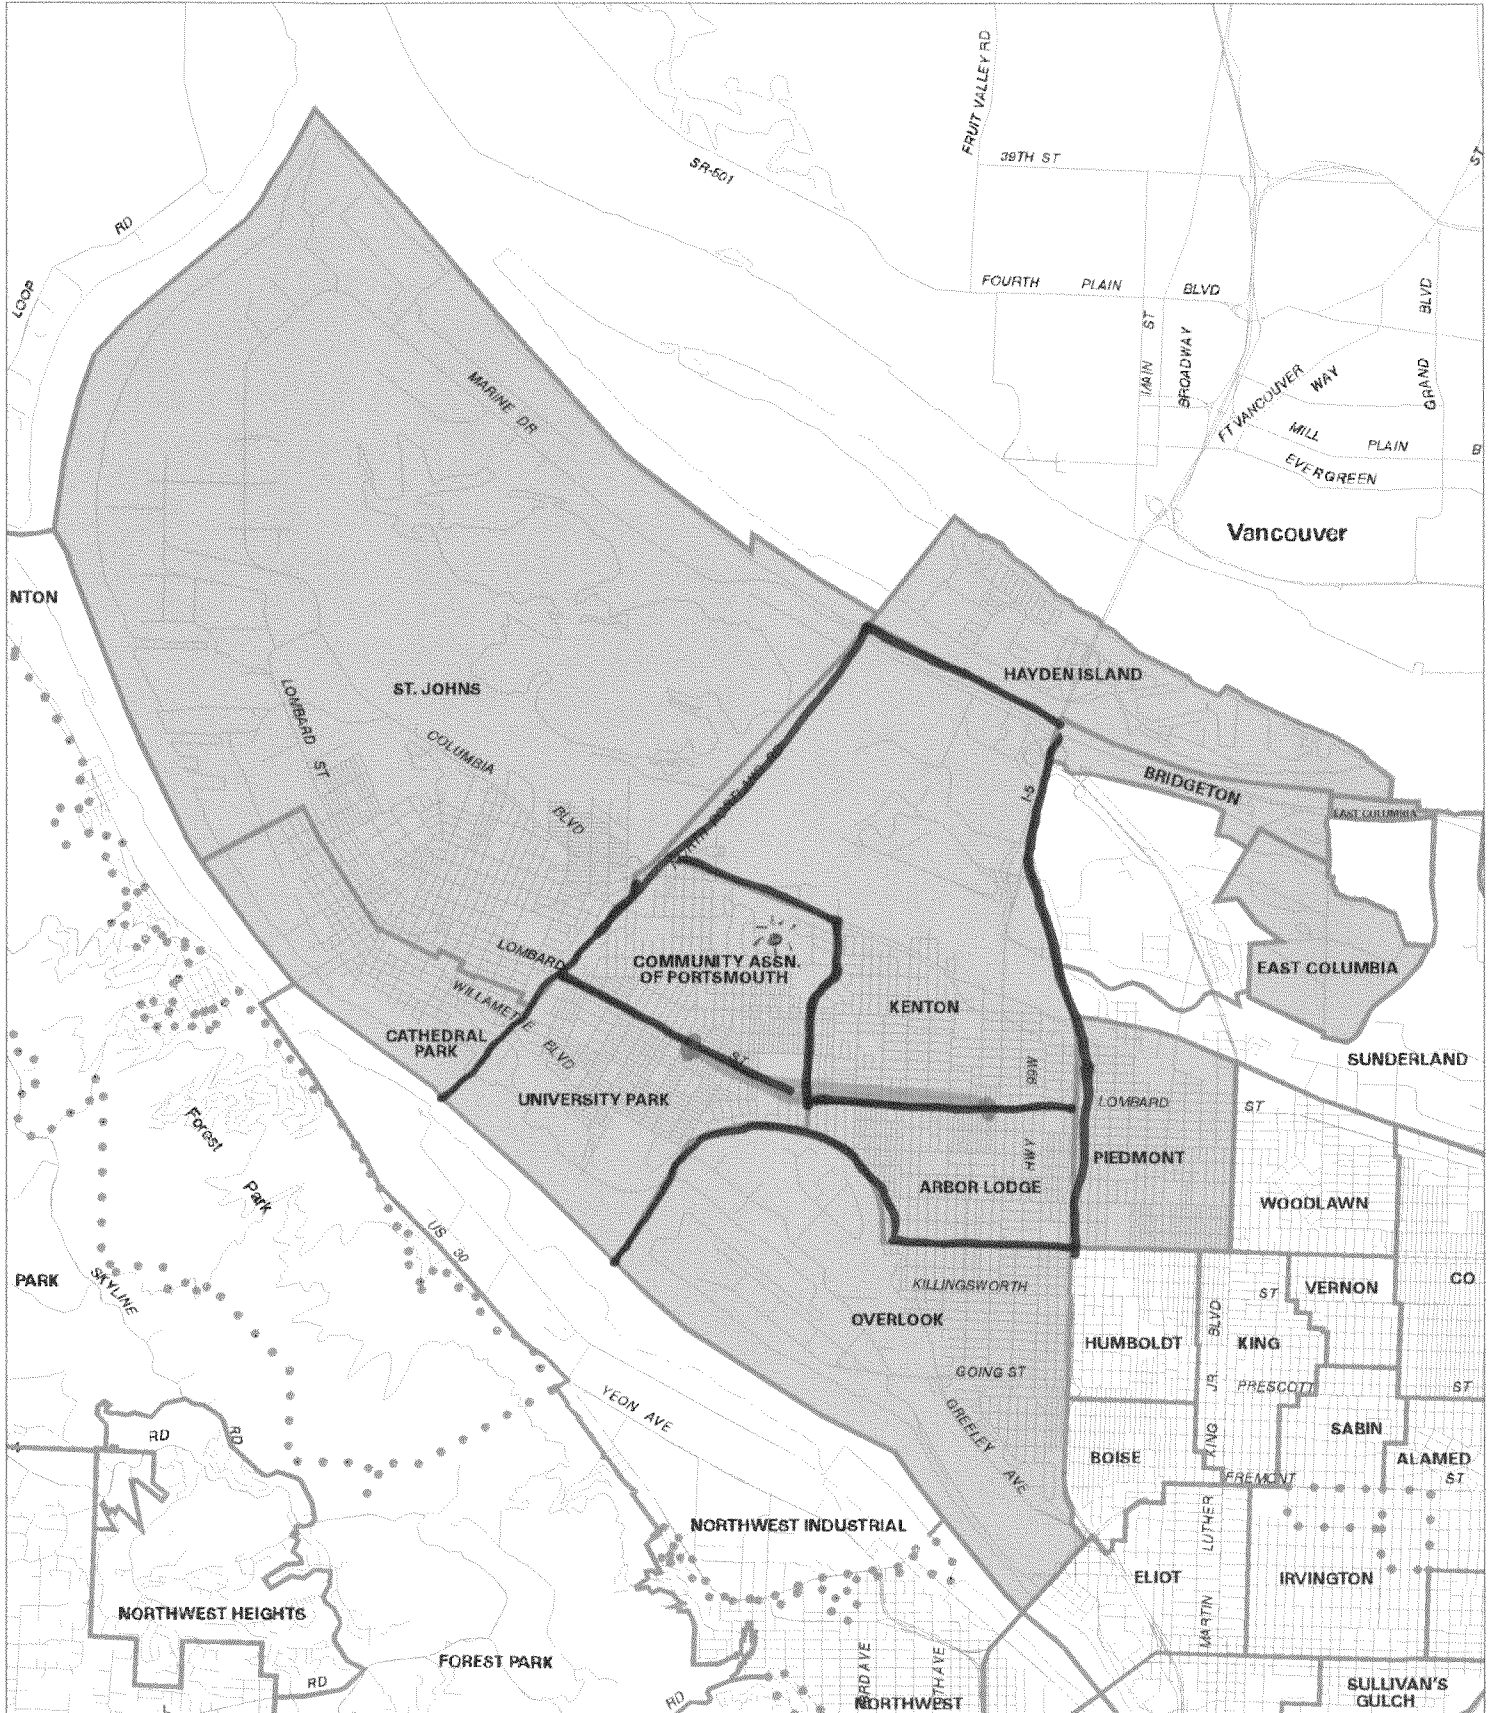 FRUIT VALLEY RD
39TH ST
ST
SR-501
RD
LOOP
FOURTH PLAIN BLVD
MAIN ST
BROADWAY
BLVD
GRAND
FT VANCOUVER WAY
MILL PLAIN B
EVERGREEN
Vancouver
MARINE DR
NTON
ST. JOHNS
LOMBARD ST
COLUMBIA
BLVD
HAYDEN ISLAND
BRIDGETON
I-5
EAST COLUMBIA
LOMBARD
COMMUNITY ASSN.
OF PORTSMOUTH
EAST COLUMBIA
WILLAMETTE
BLVD
KENTON
CATHEDRAL
PARK
ST
SUNDERLAND
99W
UNIVERSITY PARK
LOMBARD
ST
Forest
Park
HWY
PIEDMONT
ARBOR LODGE
WOODLAWN
US 30
PARK
SKYLINE
KILLINGSWORTH
ST
VERNON
CO
OVERLOOK
HUMBOLDT
BLVD
KING
GOING ST
JR.
PRESCOTT
ST
YEON AVE
GREELEY
AVE
RD
RD
KING
SABIN
BOISE
ALAMED
ST
FREMONT
NORTHWEST INDUSTRIAL
LUTHER
ELIOT
IRVINGTON
NORTHWEST HEIGHTS
MARTIN
FOREST PARK
RD
RD
RD AVE
TH AVE
NORTHWEST
SULLIVAN'S
GULCH